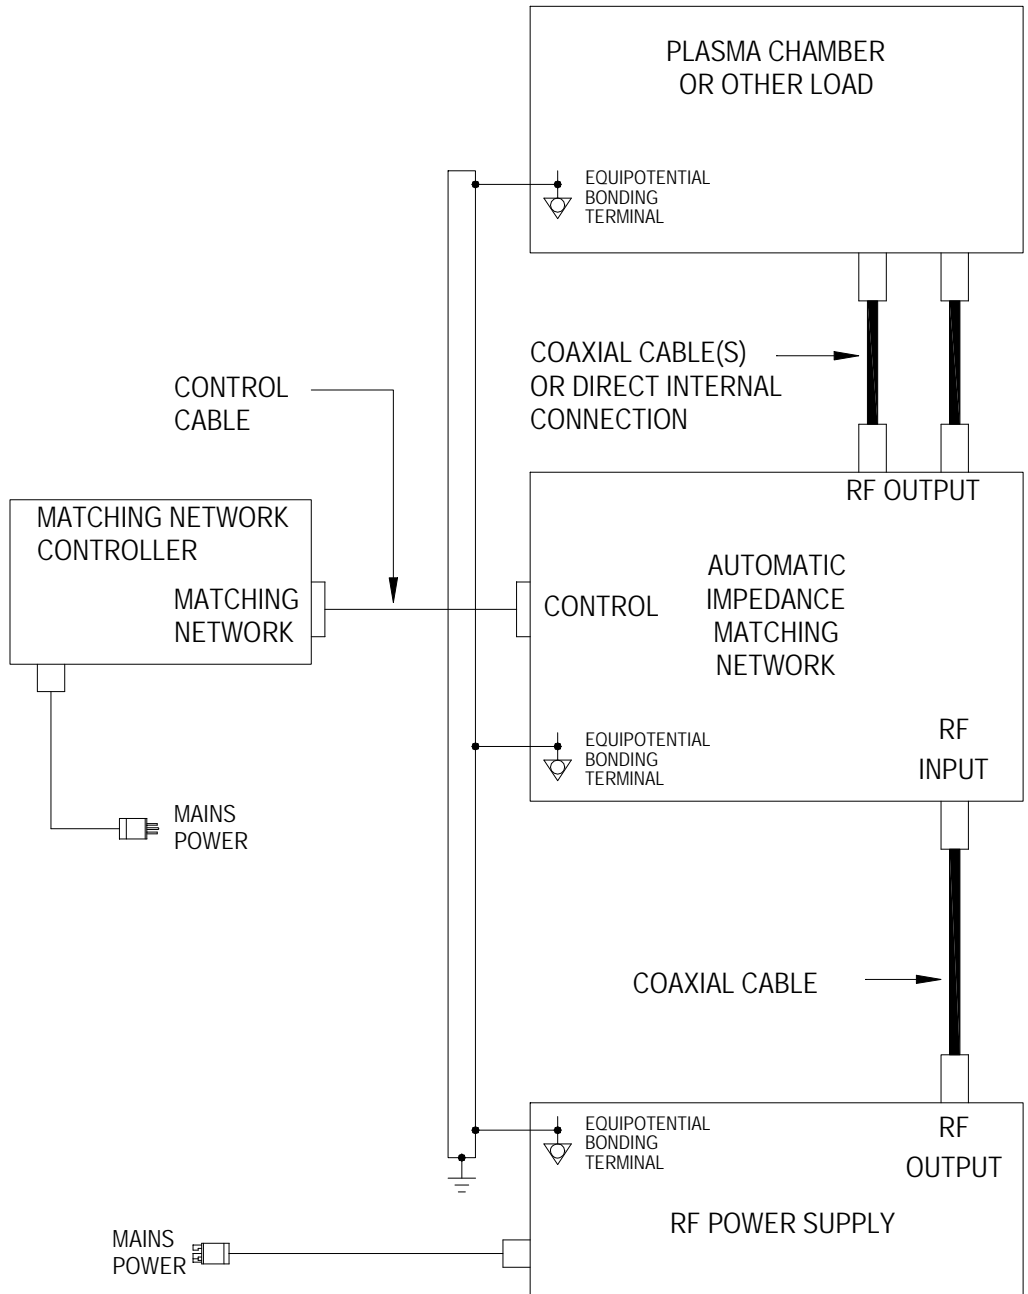 PLASMA CHAMBER
OR OTHER LOAD
EQUIPOTENTIAL
BONDING
TERMINAL
COAXIAL CABLE(S)
OR DIRECT INTERNAL
CONNECTION
CONTROL
CABLE
RF OUTPUT
MATCHING NETWORK
CONTROLLER
MATCHING
NETWORK
CONTROL
AUTOMATIC
IMPEDANCE
MATCHING
NETWORK
EQUIPOTENTIAL
BONDING
TERMINAL
RF
INPUT
MAINS
POWER
COAXIAL CABLE
EQUIPOTENTIAL
BONDING
TERMINAL
RF
OUTPUT
RF POWER SUPPLY
MAINS
POWER